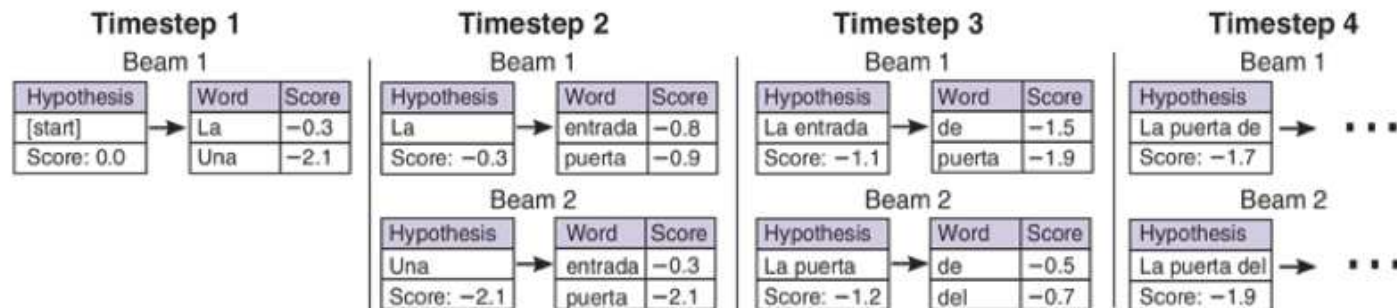 Timestep 1 Timestep 2 Timestep 3 Timestep 4
Beam 1 Beam 1 Beam 1 Beam 1
Hypothesis Word Score Hypothesis Word Score Hypothesis Word Score Hypothesis
[start] La −0.3 La entrada −0.8 La entrada de −1.5 La puerta de ...
Score: 0.0 Una −2.1 Score: −0.3 puerta −0.9 Score: −1.1 puerta −1.9 Score: −1.7
Beam 2 Beam 2 Beam 2
Hypothesis Word Score Hypothesis Word Score Hypothesis
Una entrada −0.3 La puerta de −0.5 La puerta del ...
Score: −2.1 puerta −2.1 Score: −1.2 del −0.7 Score: −1.9